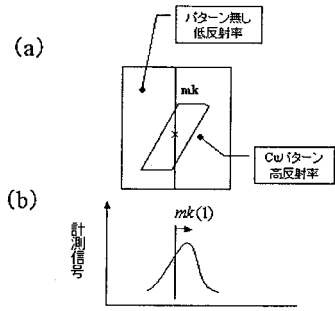 (a)
パターン無し
低反射率
mk
Cuパターン
高反射率
(b)
mk(1)
計測信号